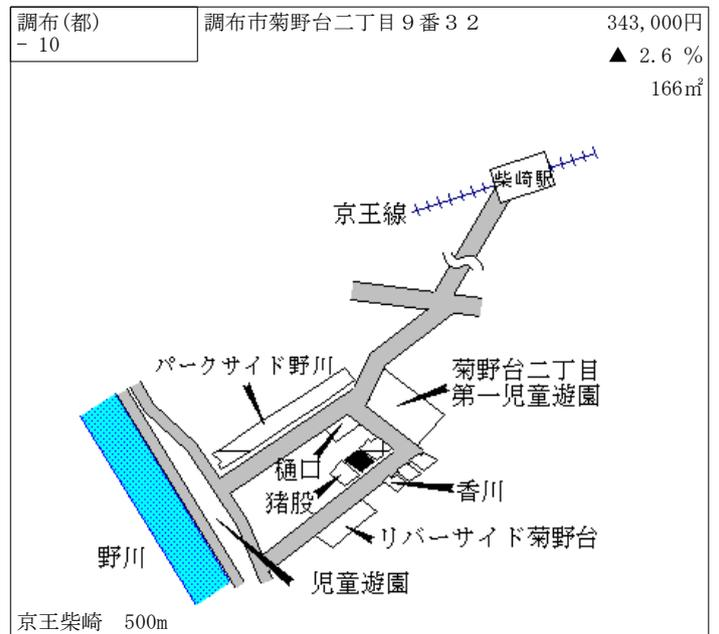 調布(都)
- 10
調布市菊野台二丁目９番３２
343,000円
▲ 2.6 %
166㎡
柴崎駅
京王線
パークサイド野川
菊野台二丁目
第一児童遊園
樋口
猪股
香川
リバーサイド菊野台
野川
児童遊園
京王柴崎　500m